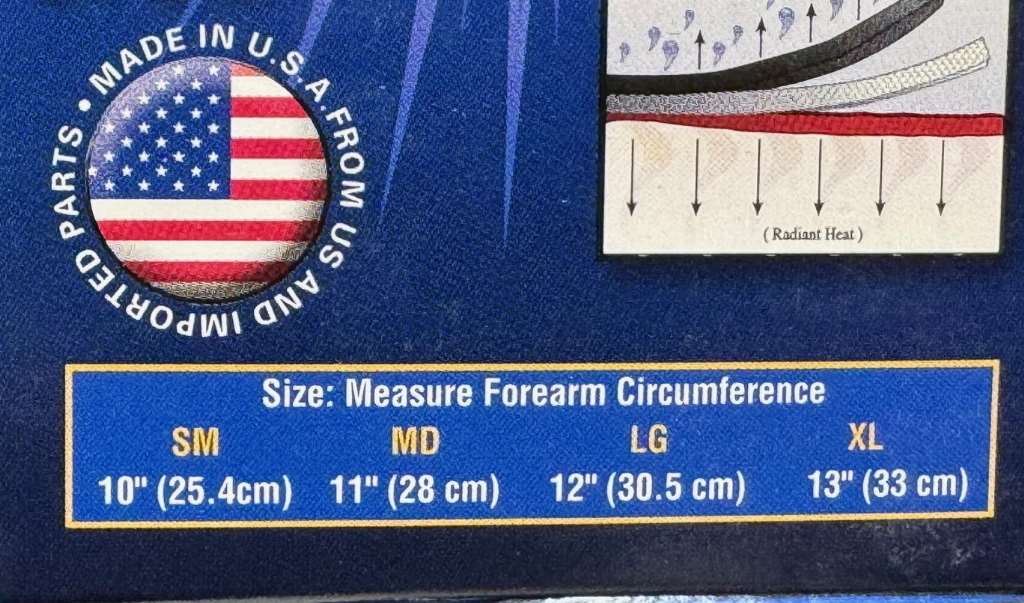 MADE IN U.S.A. FROM US AND IMPORTED PARTS •
( Radiant Heat )
Size: Measure Forearm Circumference
SM MD LG XL
10" (25.4cm) 11" (28 cm) 12" (30.5 cm) 13" (33 cm)